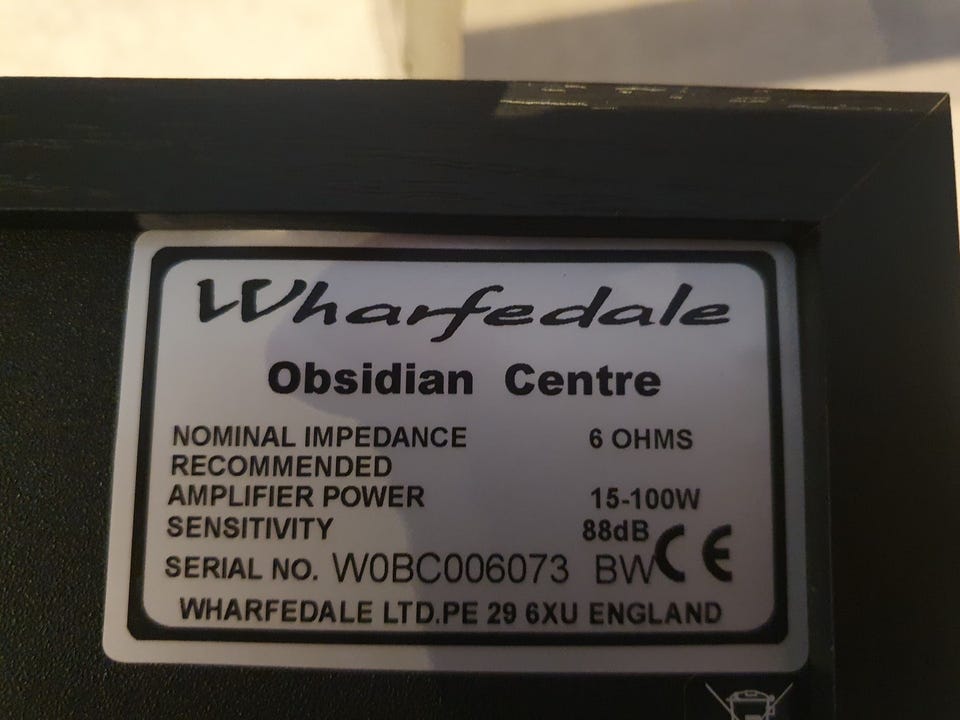 Wharfedale
Obsidian Centre
NOMINAL IMPEDANCE 6 OHMS
RECOMMENDED
AMPLIFIER POWER 15-100W
SENSITIVITY 88dB
SERIAL NO. W0BC006073 BW CE
WHARFEDALE LTD.PE 29 6XU ENGLAND